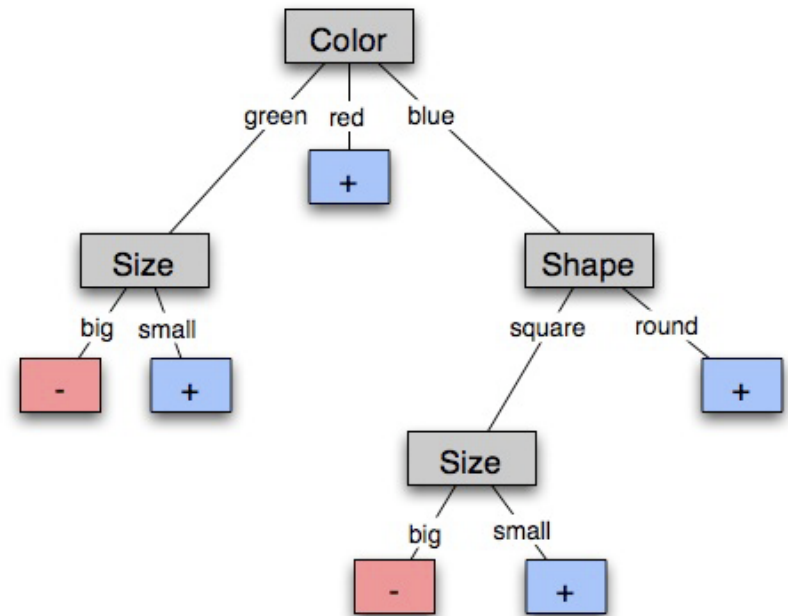 Color
green red blue
+
Size Shape
big small square round
- + +
Size
big small
- +